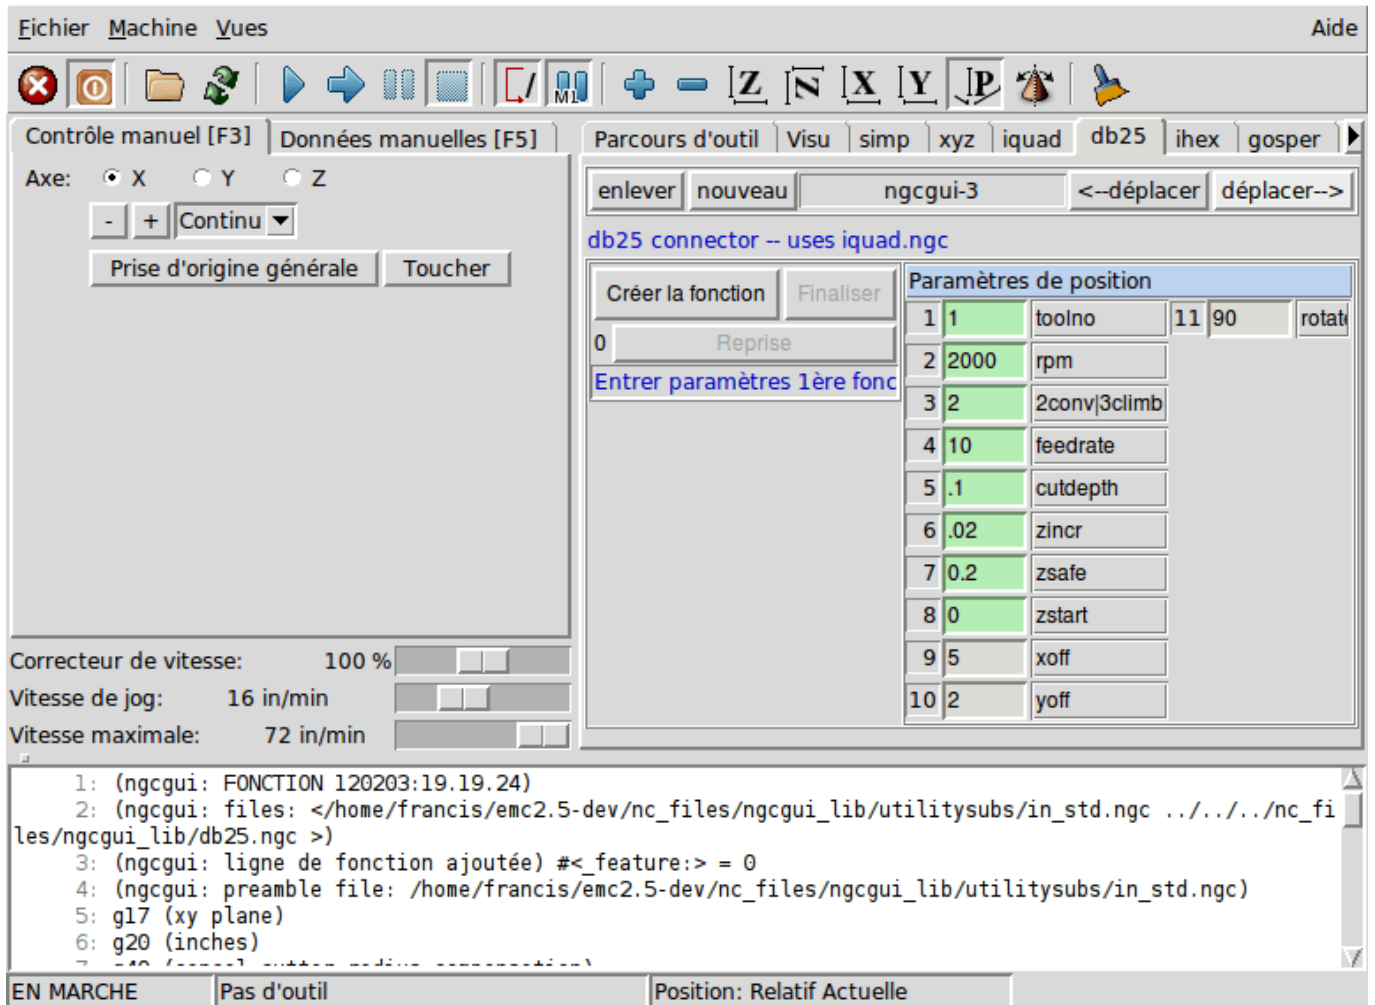 Fichier Machine Vues Aide
M1 Z N X Y P
Contrôle manuel [F3] Données manuelles [F5]
Axe: X Y Z
- + Continu
Prise d'origine générale Toucher
Correcteur de vitesse: 100 %
Vitesse de jog: 16 in/min
Vitesse maximale: 72 in/min
Parcours d'outil Visu simp xyz iquad db25 ihex gosper
enlever nouveau ngcgui-3 <--déplacer déplacer-->
db25 connector -- uses iquad.ngc
Créer la fonction Finaliser
0 Reprise
Entrer paramètres 1ère fonc
Paramètres de position
1 1 toolno 11 90 rotate
2 2000 rpm
3 2 2conv|3climb
4 10 feedrate
5 .1 cutdepth
6 .02 zincr
7 0.2 zsafe
8 0 zstart
9 5 xoff
10 2 yoff
1: (ngcgui: FONCTION 120203:19.19.24)
2: (ngcgui: files: </home/francis/emc2.5-dev/nc_files/ngcgui_lib/utilitysubs/in_std.ngc ../../../nc_fi
les/ngcgui_lib/db25.ngc >)
3: (ngcgui: ligne de fonction ajoutée) #<_feature:> = 0
4: (ngcgui: preamble file: /home/francis/emc2.5-dev/nc_files/ngcgui_lib/utilitysubs/in_std.ngc)
5: g17 (xy plane)
6: g20 (inches)
EN MARCHE Pas d'outil Position: Relatif Actuelle